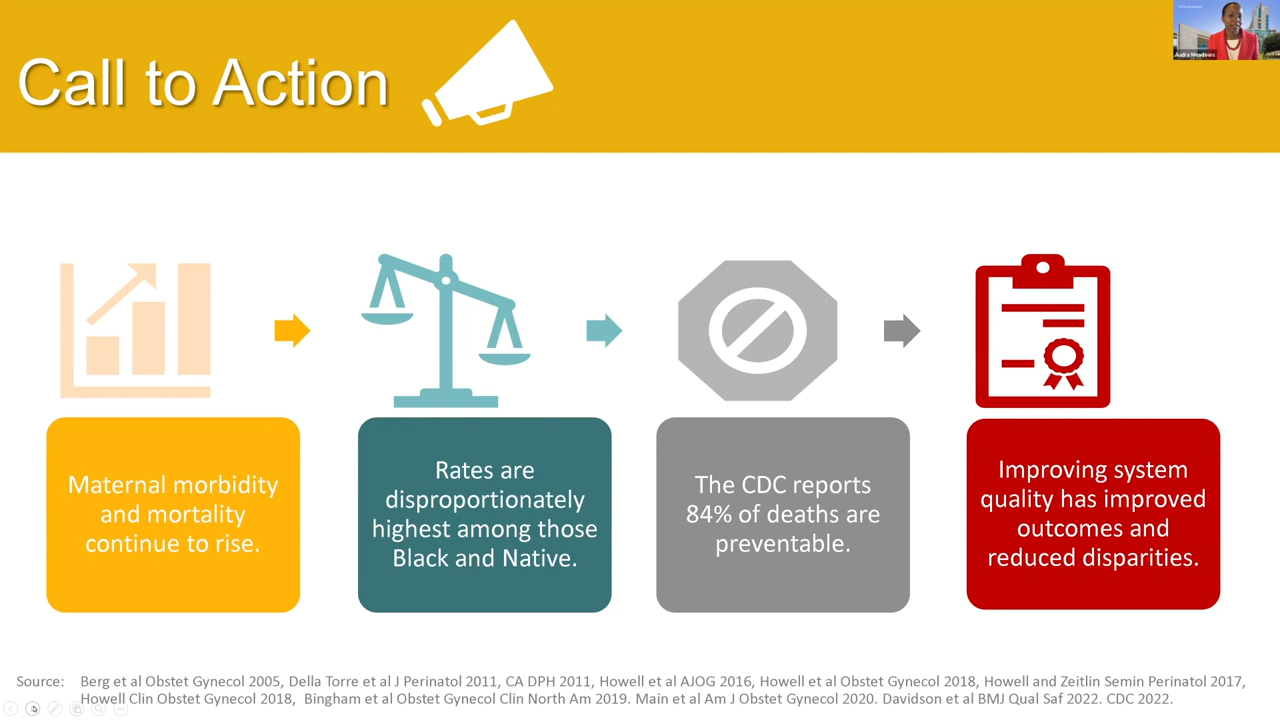 Call to Action
Audra Meadows
Maternal morbidity
and mortality
continue to rise.
Rates are
disproportionately
highest among those
Black and Native.
The CDC reports
84% of deaths are
preventable.
Improving system
quality has improved
outcomes and
reduced disparities.
Source: Berg et al Obstet Gynecol 2005, Della Torre et al J Perinatol 2011, CA DPH 2011, Howell et al AJOG 2016, Howell et al Obstet Gynecol 2018, Howell and Zeitlin Semin Perinatol 2017,
Howell Clin Obstet Gynecol 2018, Bingham et al Obstet Gynecol Clin North Am 2019. Main et al Am J Obstet Gynecol 2020. Davidson et al BMJ Qual Saf 2022. CDC 2022.